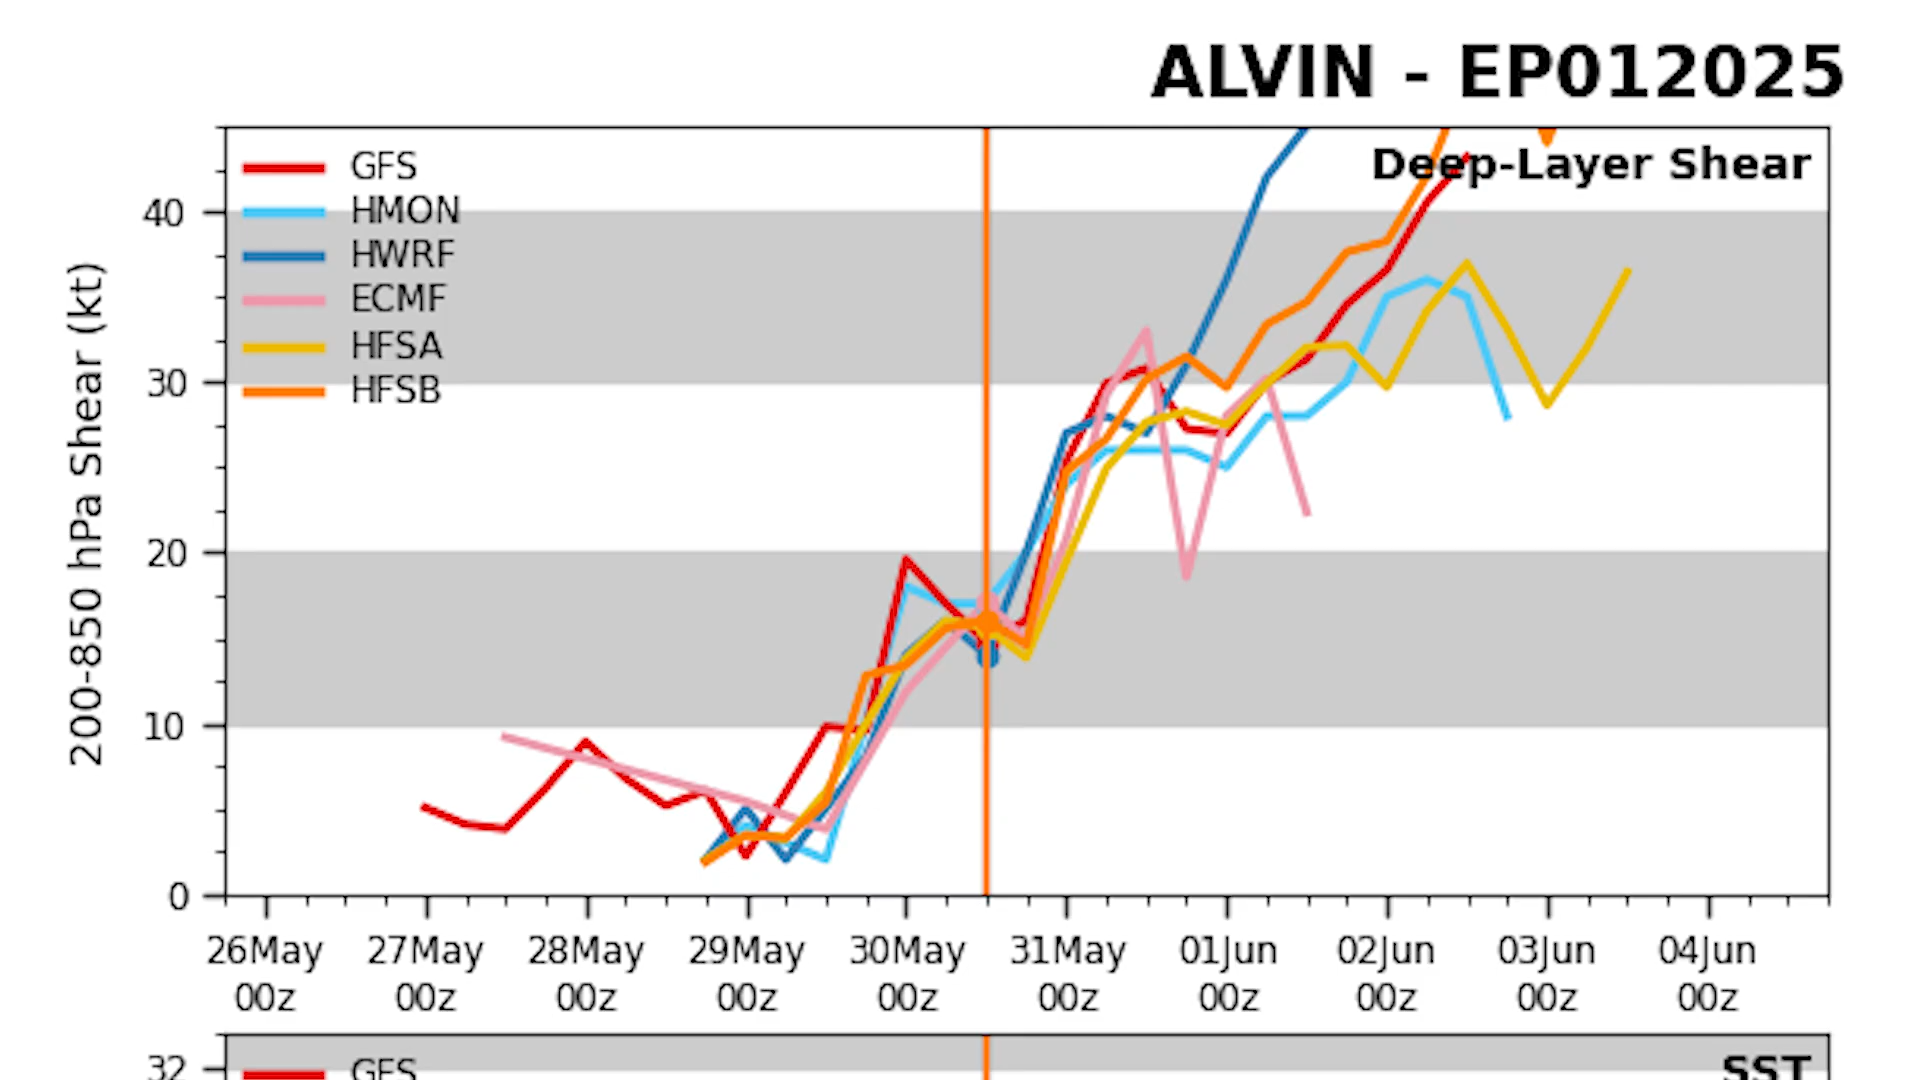 ALVIN - EP012025
Deep-Layer Shear
GFS
HMON
HWRF
ECMF
HFSA
HFSB
200-850 hPa Shear (kt)
40
30
20
10
0
26May 27May 28May 29May 30May 31May 01Jun 02Jun 03Jun 04Jun
00z 00z 00z 00z 00z 00z 00z 00z 00z 00z
32
GFS
SST